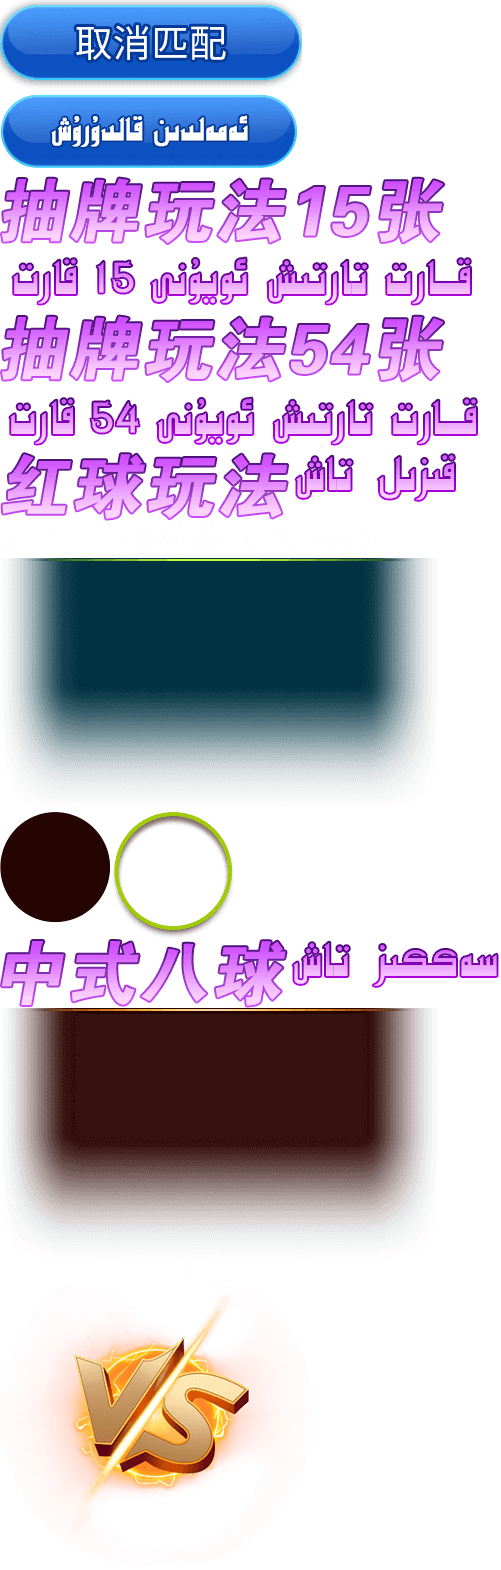 取消匹配
ئەمەلدىن قالدۇرۇش
抽牌玩法15张
قارت تارتىش ئويۇنى 15 قارت
抽牌玩法54张
قارت تارتىش ئويۇنى 54 قارت
红球玩法 قىزىل تاش
中式八球 سەككىز تاش
VS